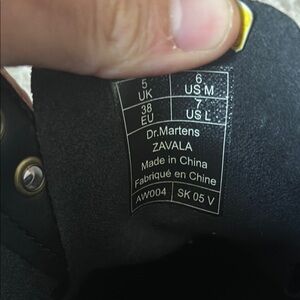 5 6
UK US M
38 7
EU US L
Dr.Martens
ZAVALA
Made in China
Fabriqué en Chine
AW004 SK 05 V